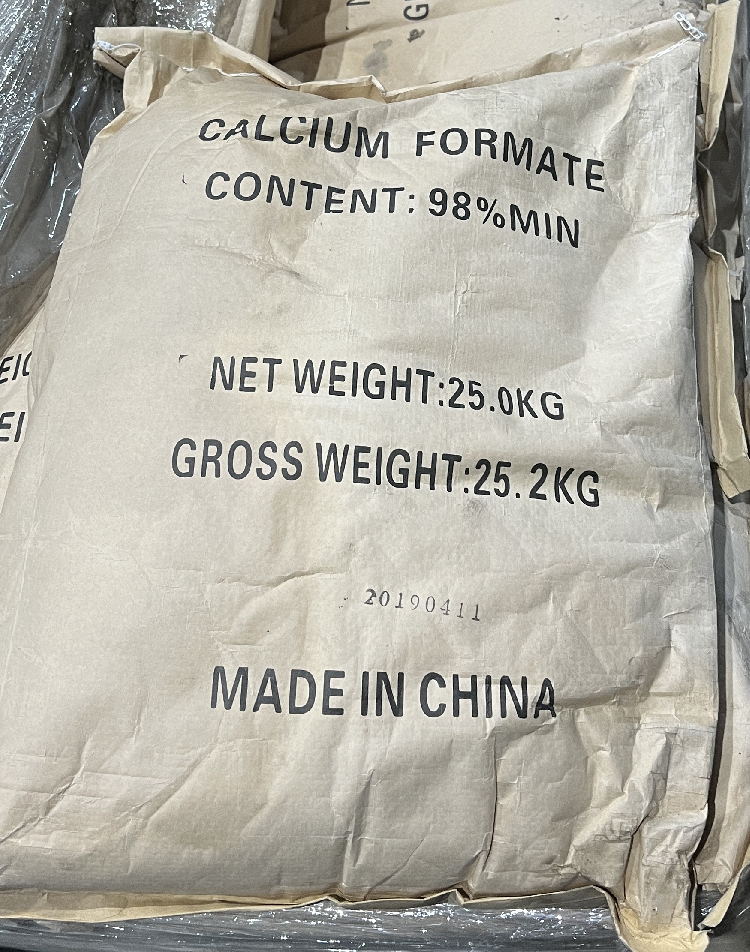 CALCIUM FORMATE
CONTENT: 98%MIN
NET WEIGHT:25.0KG
GROSS WEIGHT:25.2KG
20190411
MADE IN CHINA